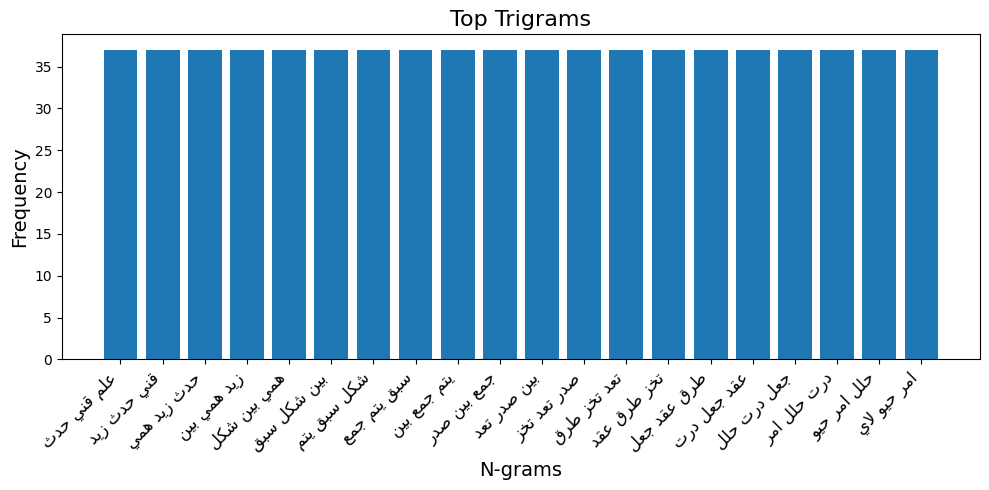 Top Trigrams
Frequency
35
30
25
20
15
10
5
0
علم قني حدث
قني حدث زيد
حدث زيد همي
زيد همي بين
همي بين شكل
بين شكل سبق
شكل سبق يتم
سبق يتم جمع
يتم جمع بين
جمع بين صدر
بين صدر تعد
صدر تعد تخز
تعد تخز طرق
تخز طرق عقد
طرق عقد جعل
عقد جعل درت
جعل درت حلل
درت حلل امر
حلل امر حيو
امر حيو لاي
N-grams